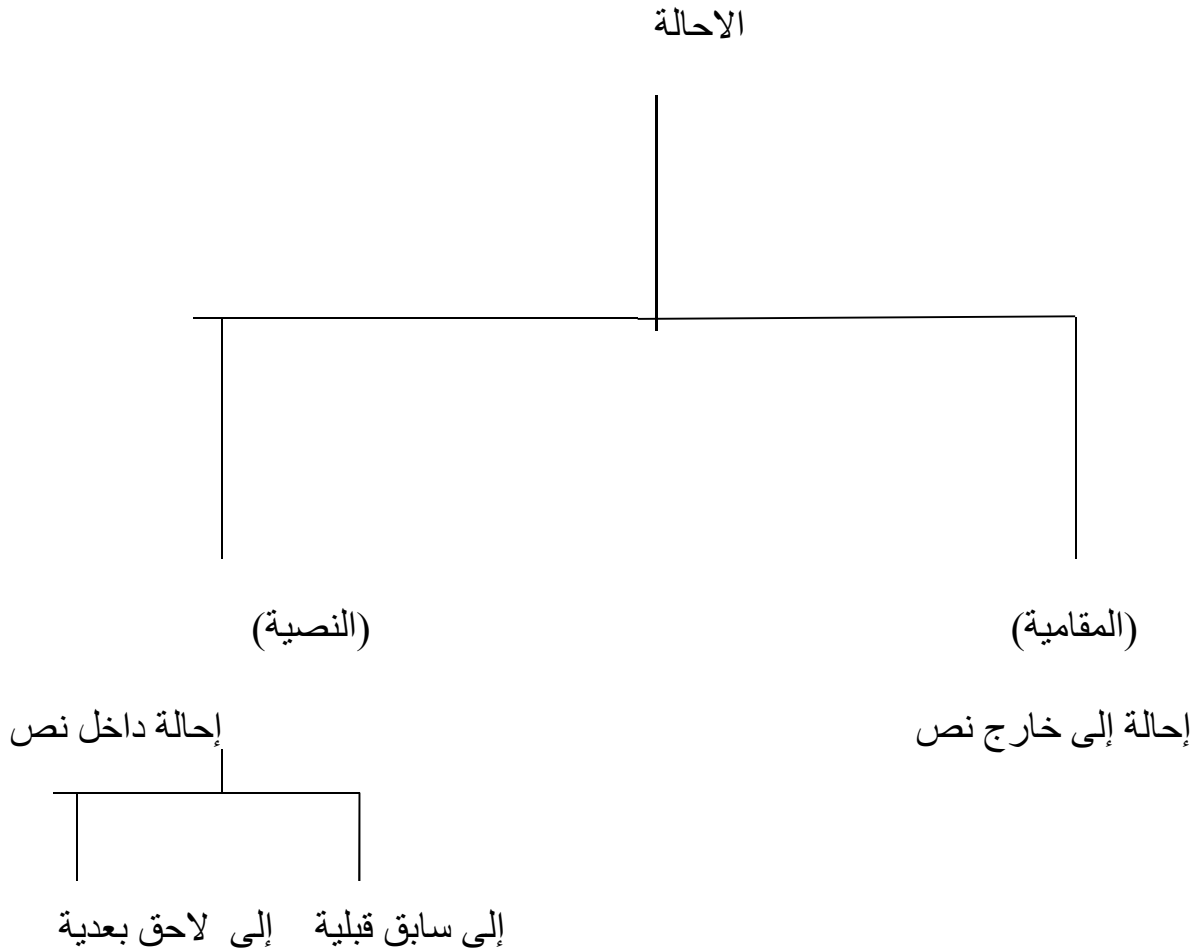 الاحالة
(المقامية) (النصية)
إحالة إلى خارج نص إحالة داخل نص
إلى سابق قبلية إلى لاحق بعدية